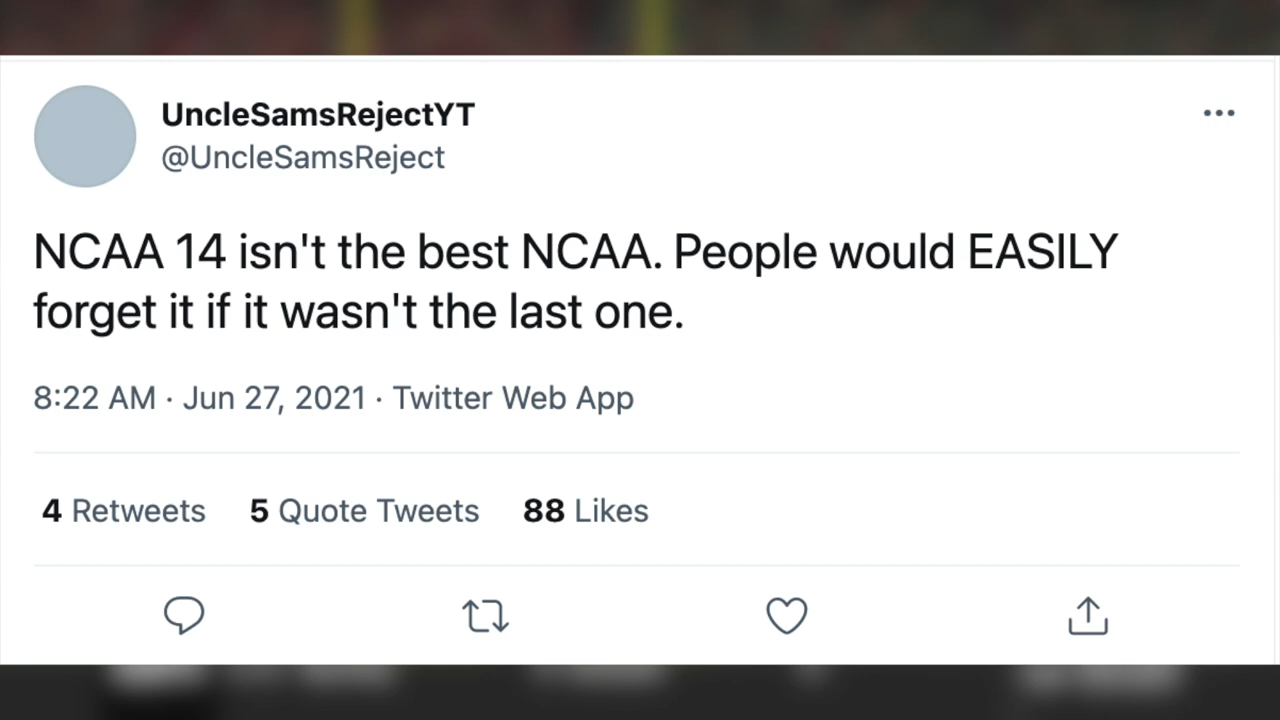 UncleSamsRejectYT
@UncleSamsReject
NCAA 14 isn't the best NCAA. People would EASILY
forget it if it wasn't the last one.
8:22 AM · Jun 27, 2021 · Twitter Web App
4 Retweets 5 Quote Tweets 88 Likes